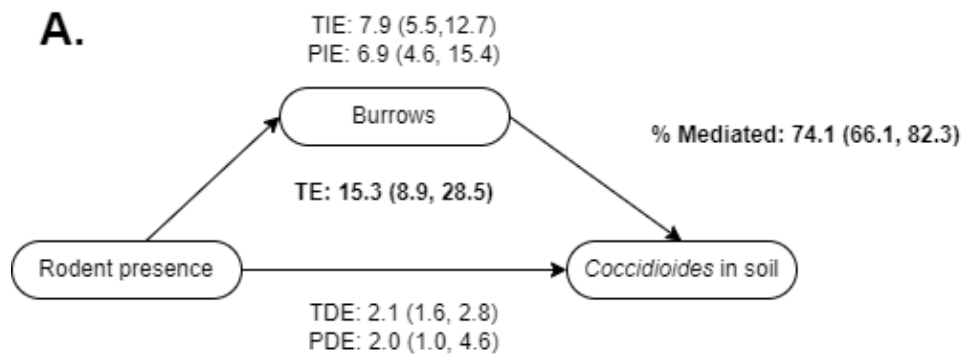 A.
TIE: 7.9 (5.5,12.7)
PIE: 6.9 (4.6, 15.4)
Burrows
% Mediated: 74.1 (66.1, 82.3)
TE: 15.3 (8.9, 28.5)
Rodent presence
Coccidioides in soil
TDE: 2.1 (1.6, 2.8)
PDE: 2.0 (1.0, 4.6)